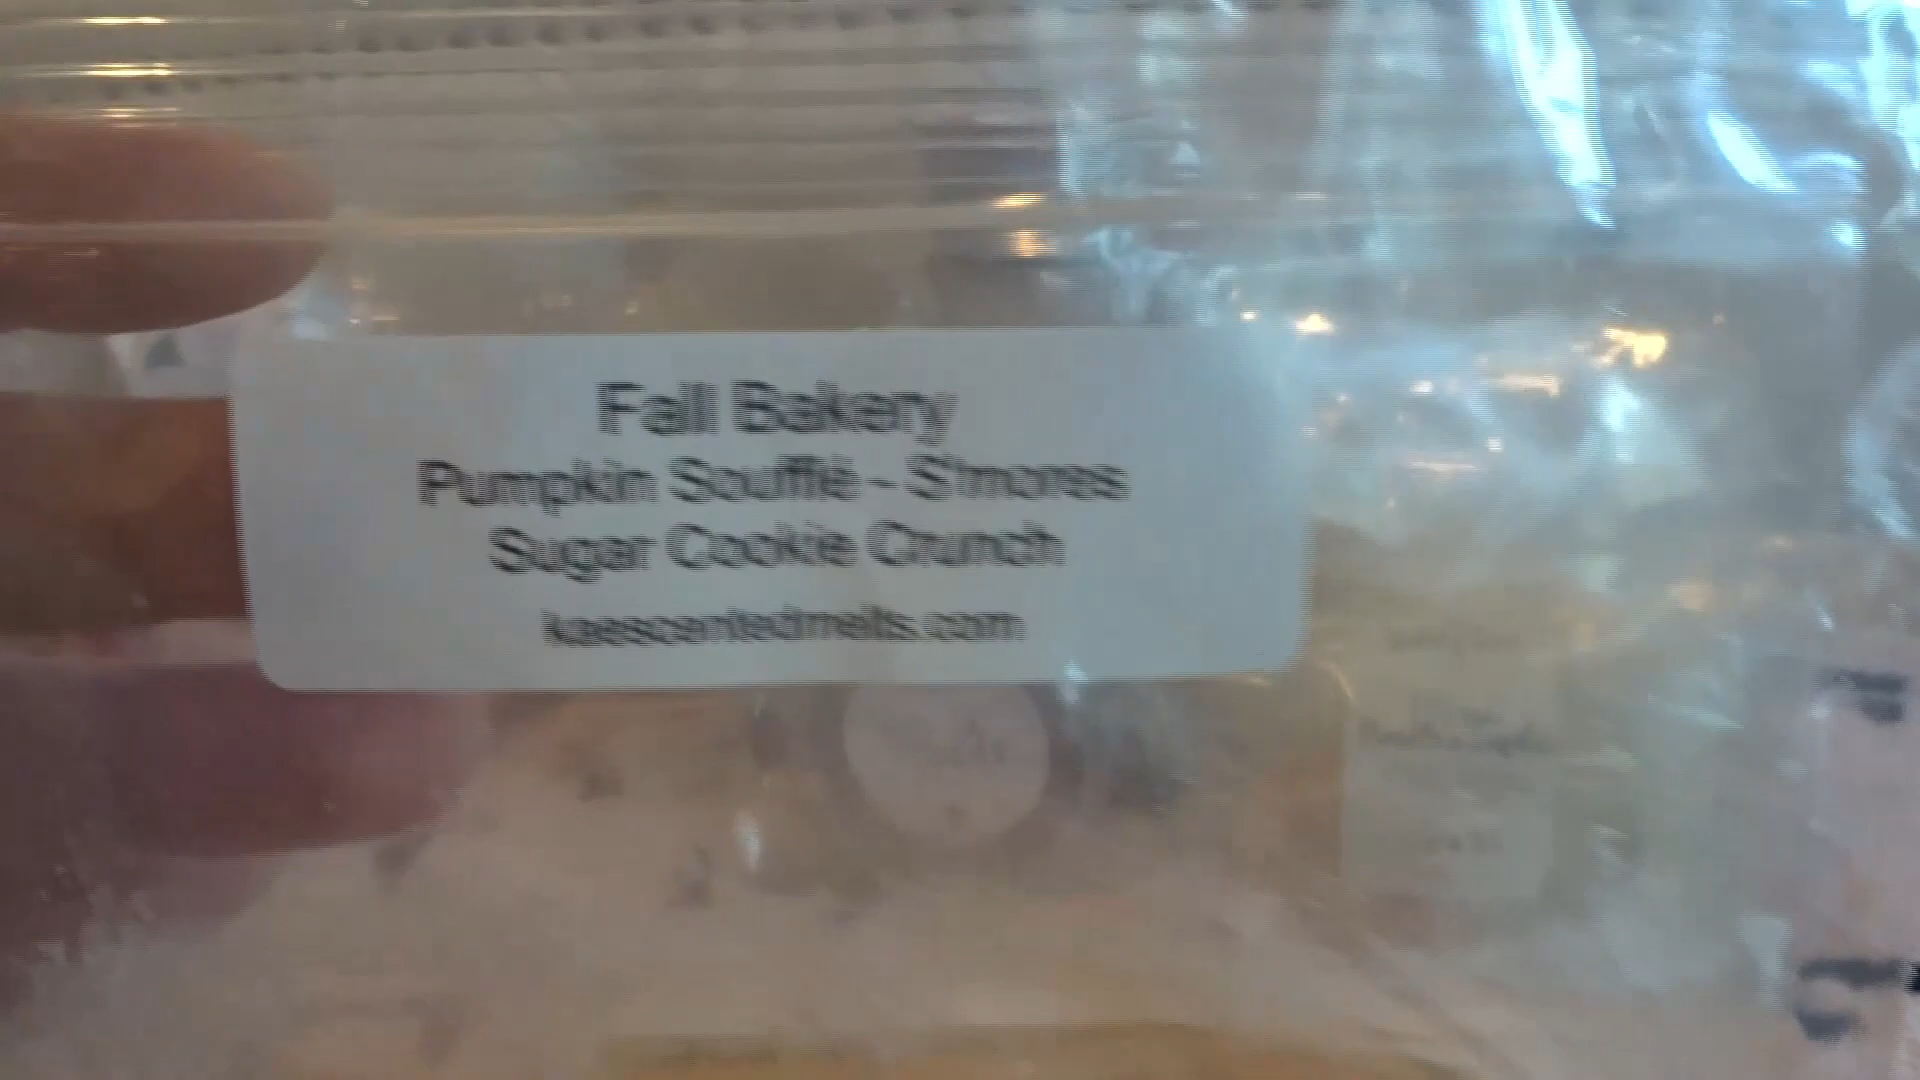 Fall Bakery
Pumpkin Soufflé - S'mores
Sugar Cookie Crunch
kaescentedmelts.com